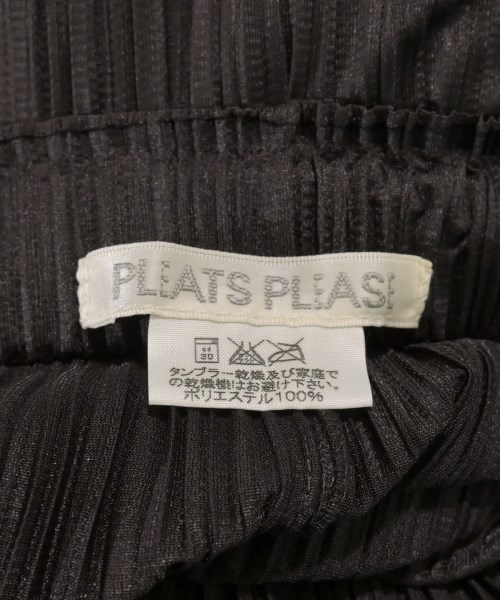 PLEATS PLEASE
弱
30
タンブラー乾燥及び家庭で
の乾燥機はお避け下さい。
ポリエステル100%